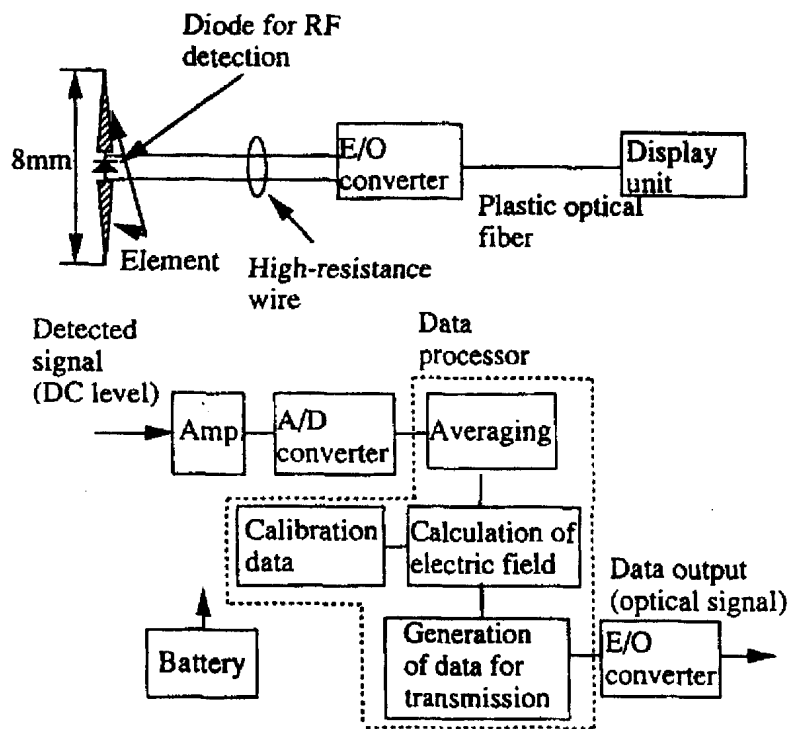 Diode for RF
detection
8mm
E/O
converter
Display
unit
Plastic optical
fiber
Element
High-resistance
wire
Detected
signal
(DC level)
Data
processor
Amp
A/D
converter
Averaging
Calibration
data
Calculation of
electric field
Data output
(optical signal)
Battery
Generation
of data for
transmission
E/O
converter